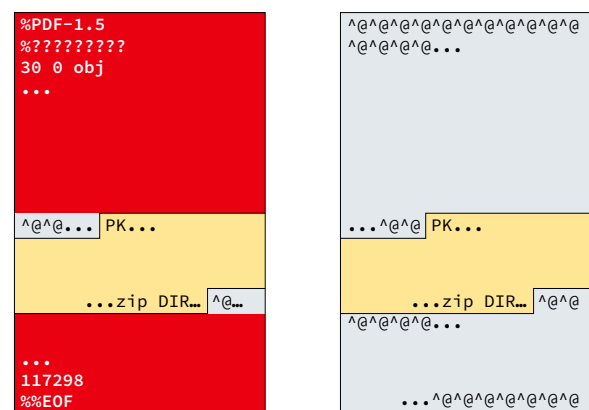 %PDF-1.5
%?????????
30 0 obj
...
^@^@... PK...
...zip DIR… ^@…
...
117298
%%EOF
^@^@^@^@^@^@^@^@^@^@^@
^@^@^@^@...
...^@^@ PK...
...zip DIR… ^@^@
^@^@^@^@...
...^@^@^@^@^@^@^@